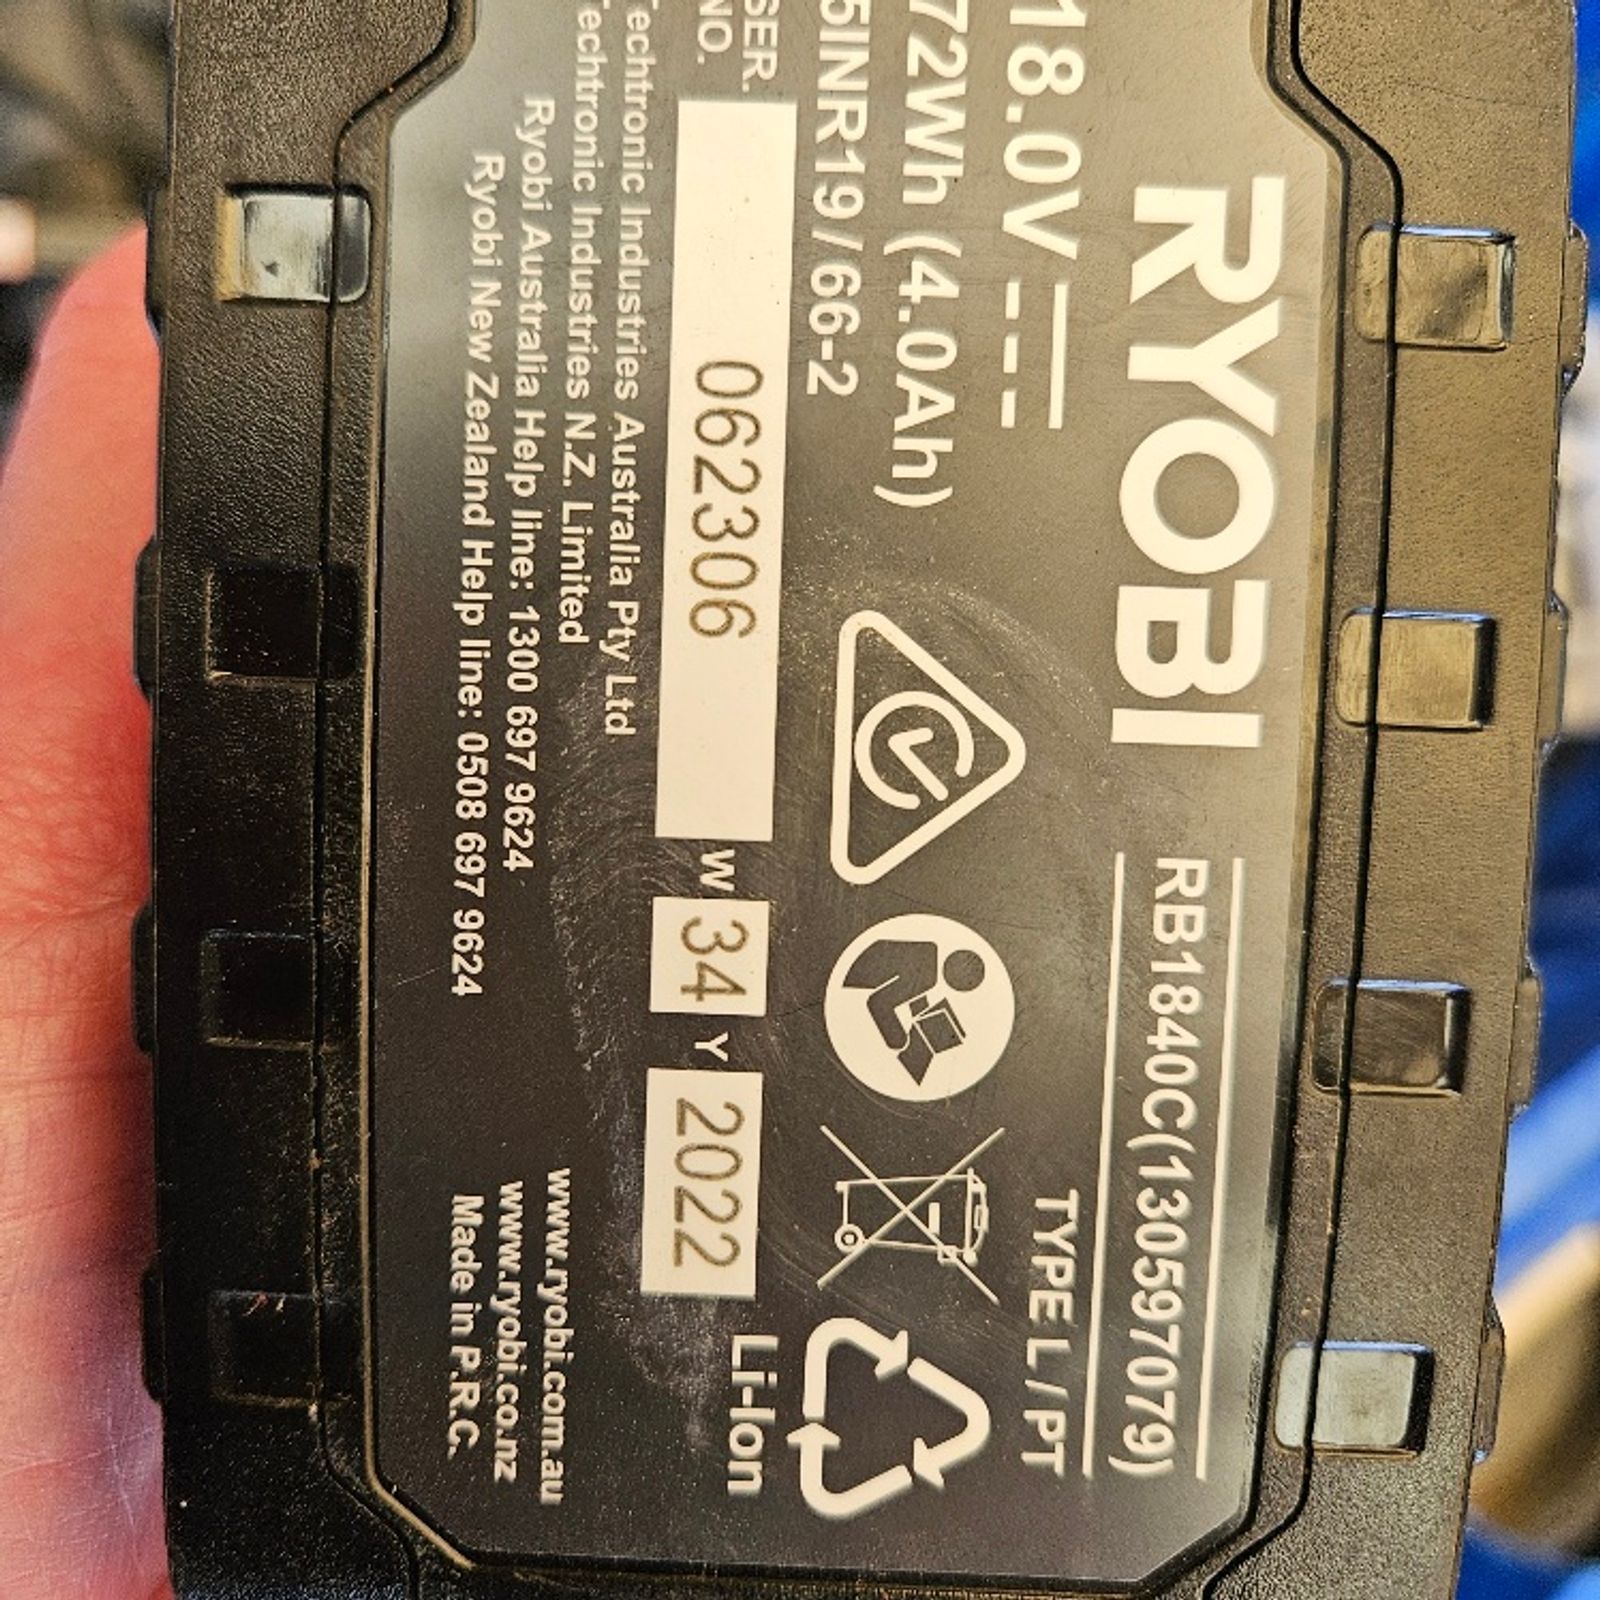 RYOBI
RB1840C(130597079)
18.0V
TYPE L / PT
72Wh (4.0Ah)
5INR19/66-2
SER. NO. 062306 W 34 Y 2022
Li-Ion
Techtronic Industries Australia Pty Ltd
Techtronic Industries N.Z. Limited
Ryobi Australia Help line: 1300 697 9624
Ryobi New Zealand Help line: 0508 697 9624
www.ryobi.com.au
www.ryobi.co.nz
Made in P.R.C.